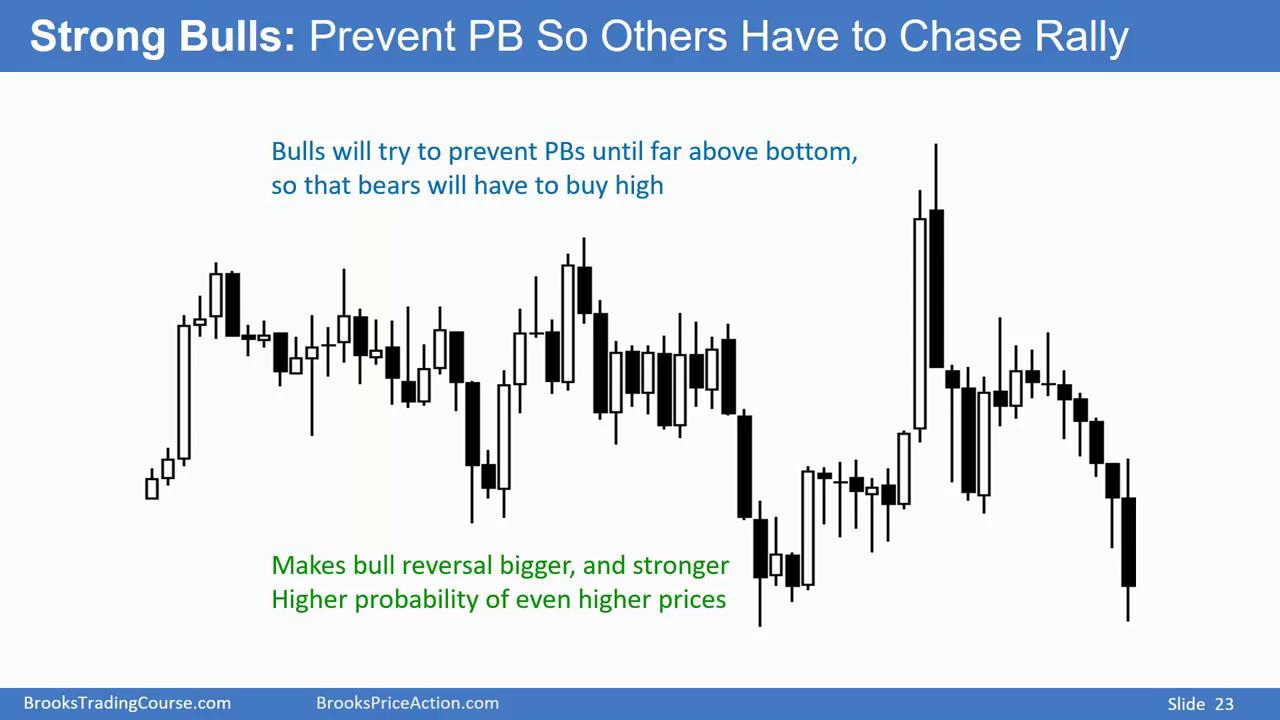 Strong Bulls: Prevent PB So Others Have to Chase Rally
Bulls will try to prevent PBs until far above bottom,
so that bears will have to buy high
Makes bull reversal bigger, and stronger
Higher probability of even higher prices
BrooksTradingCourse.com
BrooksPriceAction.com
Slide 23